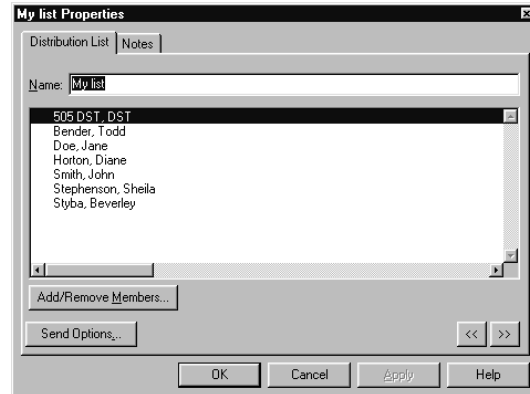 My list Properties
Distribution List Notes
Name: My list
505 DST, DST
Bender, Todd
Doe, Jane
Horton, Diane
Smith, John
Stephenson, Sheila
Styba, Beverley
Add/Remove Members...
Send Options...
<< >>
OK Cancel Apply Help